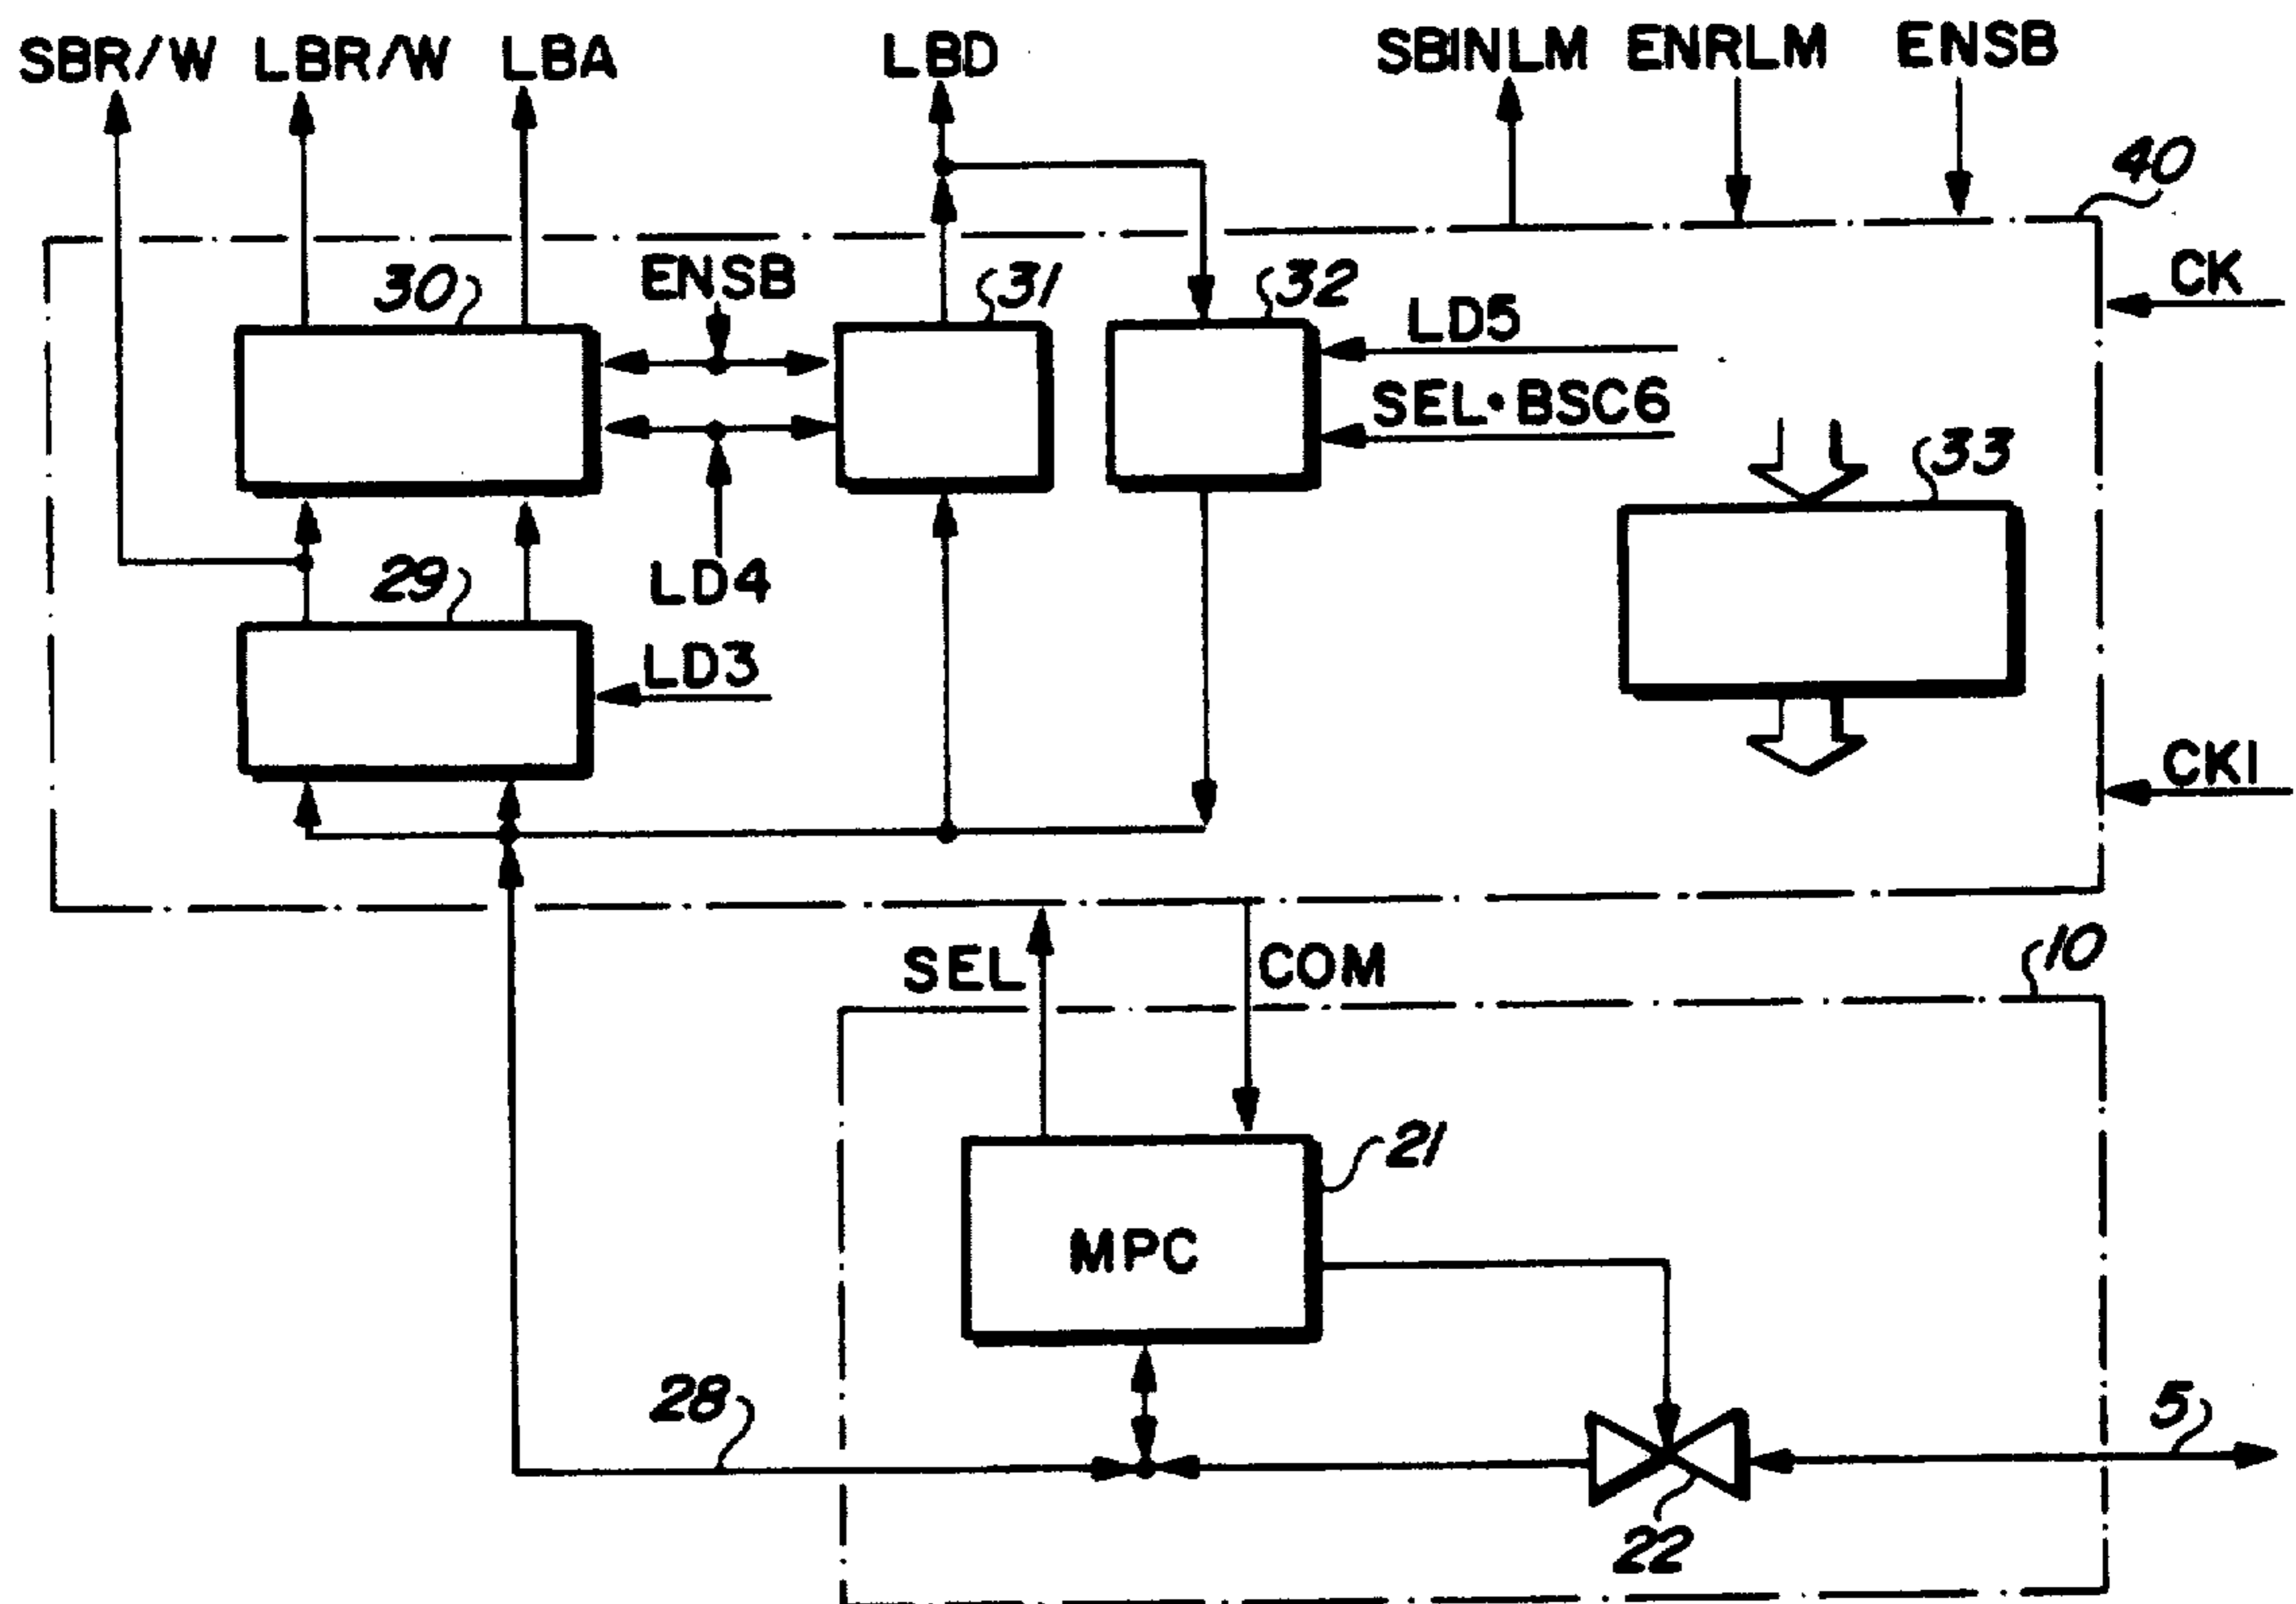 SBR/W LBR/W LBA LBD SBINLM ENRLM ENSB
40
CK
30 ENSB 31 32
LD5
SEL•BSC6
33
29 LD4
LD3
CK1
SEL COM 10
21
MPC
28 5
22